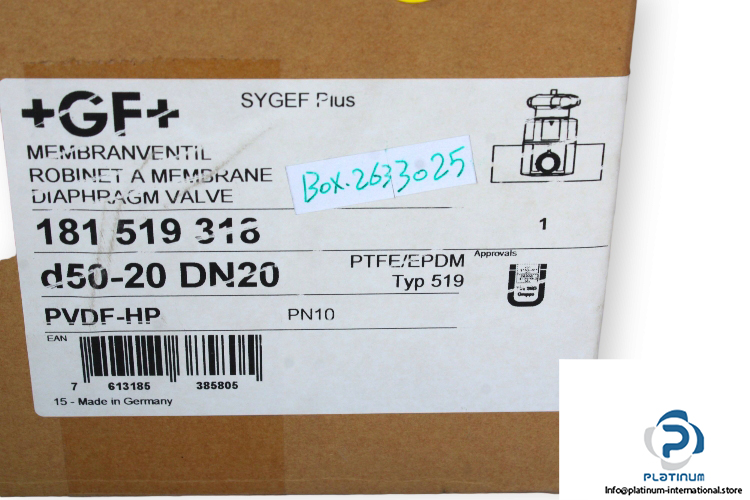 +GF+
SYGEF Plus
MEMBRANVENTIL
ROBINET A MEMBRANE
DIAPHRAGM VALVE
Box.2633025
181 519 318
1
d50-20 DN20
PTFE/EPDM
Typ 519
Approvals
PVDF-HP
PN10
EAN
7 613185 385805
15 - Made in Germany
PLATINUM
Info@platinum-international.store